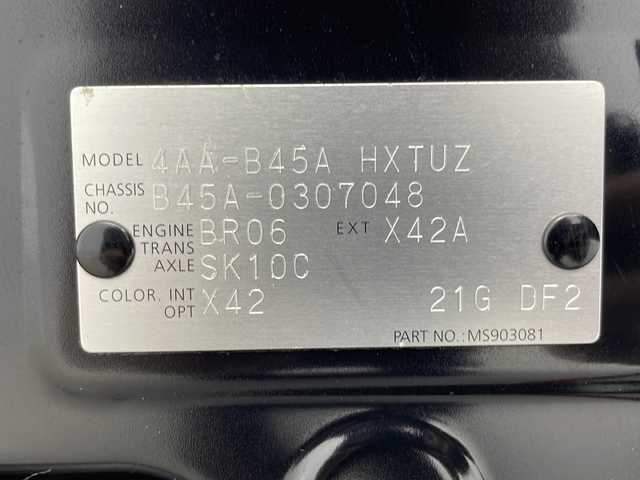 MODEL 4AA-B45A HXTUZ
CHASSIS NO. B45A-0307048
ENGINE BR06 EXT X42A
TRANS AXLE SK10C
COLOR. INT X42
OPT 21G DF2
PART NO.:MS903081